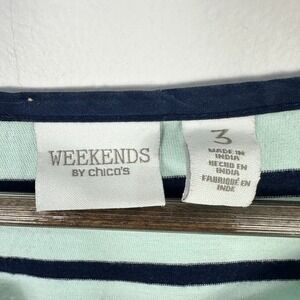 WEEKENDS
BY CHICO'S
3
MADE IN
INDIA
HECHO EN
INDIA
FABRIQUÉ EN
INDE